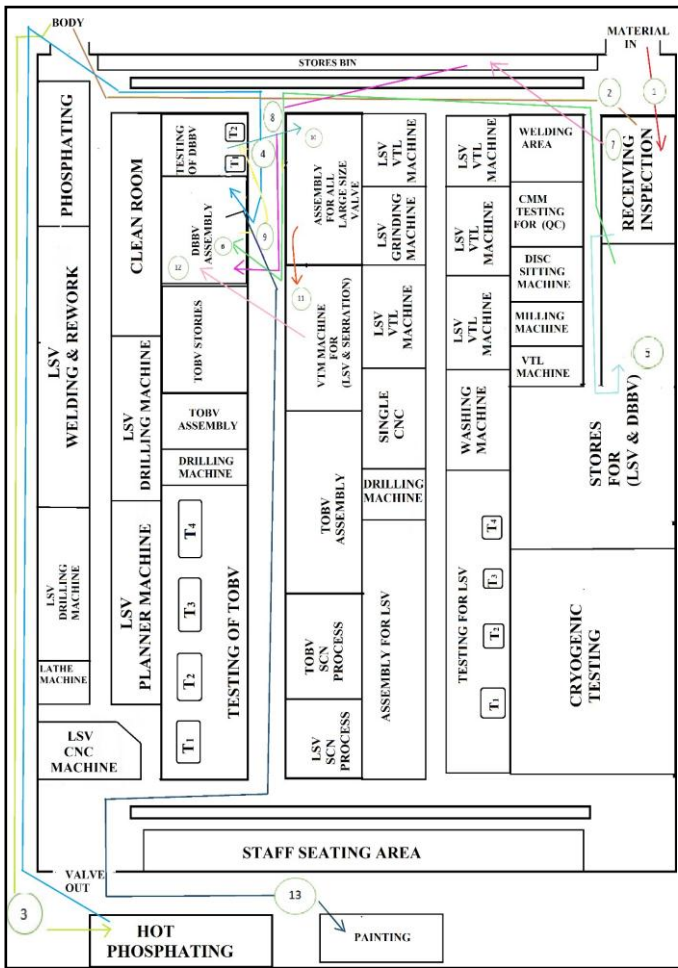 BODY
MATERIAL
IN
STORES BIN
2
1
PHOSPHATING
CLEAN ROOM
TESTING
OF DBBV
T2
T1
8
4
10
ASSEMBLY
FOR ALL
LARGE SIZE
VALVE
LSV
VTL
MACHINE
LSV
VTL
MACHINE
WELDING
AREA
7
RECEIVING
INSPECTION
DBBV
ASSEMBLY
9
12
LSV
GRINDING
MACHINE
LSV
VTL
MACHINE
CMM
TESTING
FOR (QC)
DISC
SITTING
MACHINE
LSV
WELDING & REWORK
TOBV STORIES
11
VTM MACHINE
FOR
(LSV & SERRATION)
LSV
VTL
MACHINE
LSV
VTL
MACHINE
MILLING
MACHINE
VTL
MACHINE
5
STORES
FOR
(LSV & DBBV)
LSV
DRILLING MACHINE
TOBV
ASSEMBLY
DRILLING
MACHINE
SINGLE
CNC
WASHING
MACHINE
TOBV
ASSEMBLY
DRILLING
MACHINE
LSV
DRILLING
MACHINE
LSV
PLANNER MACHINE
T4
T3
T2
T1
TESTING OF TOBV
TOBV
SCN
PROCESS
LSV
SCN
PROCESS
ASSEMBLY FOR LSV
TESTING FOR LSV
T4
T3
T2
T1
CRYOGENIC
TESTING
LATHE
MACHINE
LSV
CNC
MACHINE
STAFF SEATING AREA
VALVE
OUT
3
13
HOT
PHOSPHATING
PAINTING